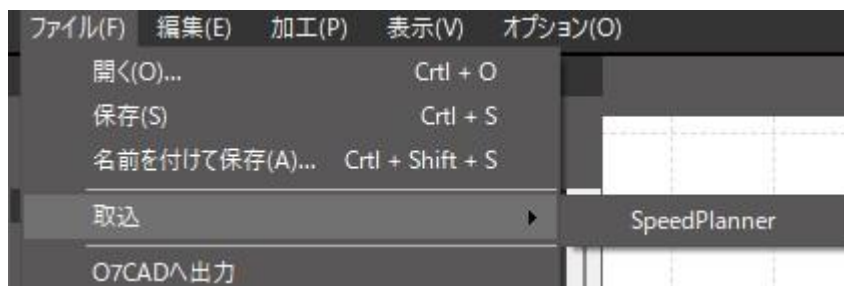 ファイル(F) 編集(E) 加工(P) 表示(V) オプション(O)
開く(O)... Crtl + O
保存(S) Crtl + S
名前を付けて保存(A)... Crtl + Shift + S
取込 SpeedPlanner
O7CADへ出力